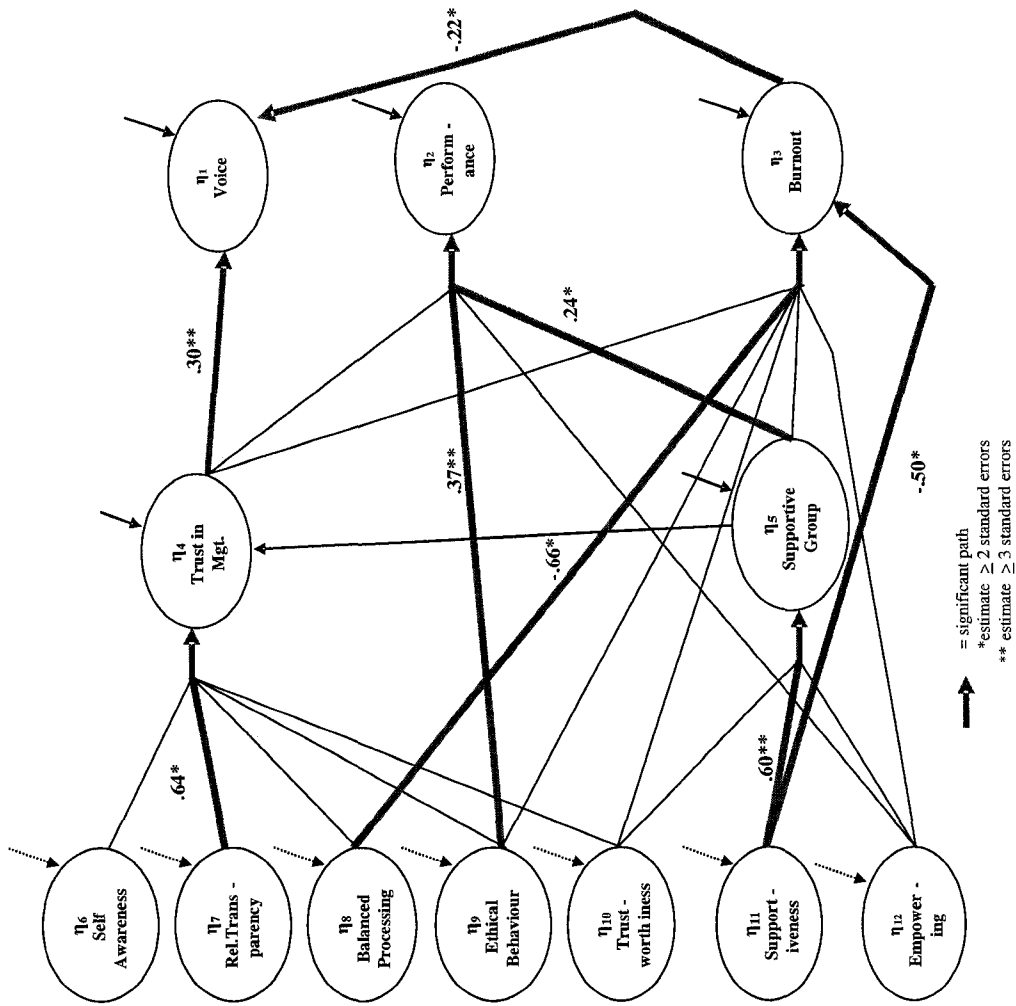 η6
Self
Awareness
η7
Rel.Trans -
parency
η8
Balanced
Processing
η9
Ethical
Behaviour
η10
Trust -
worth iness
η11
Support -
iveness
η12
Empower -
ing
.64*
.60**
η4
Trust in
Mgt.
η5
Supportive
Group
-.66*
.37**
.24*
-.50*
.30**
-.22*
η1
Voice
η2
Perform -
ance
η3
Burnout
= significant path
*estimate ≥ 2 standard errors
** estimate ≥ 3 standard errors